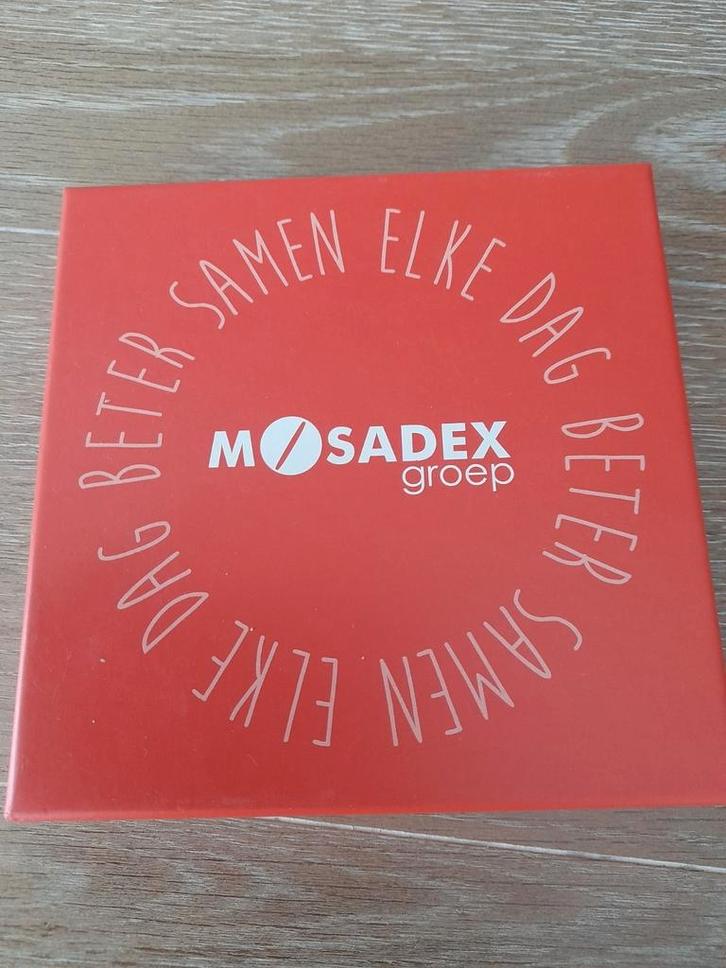 SAMEN ELKE DAG BETER SAMEN ELKE DAG BETER
MOSADEX
groep